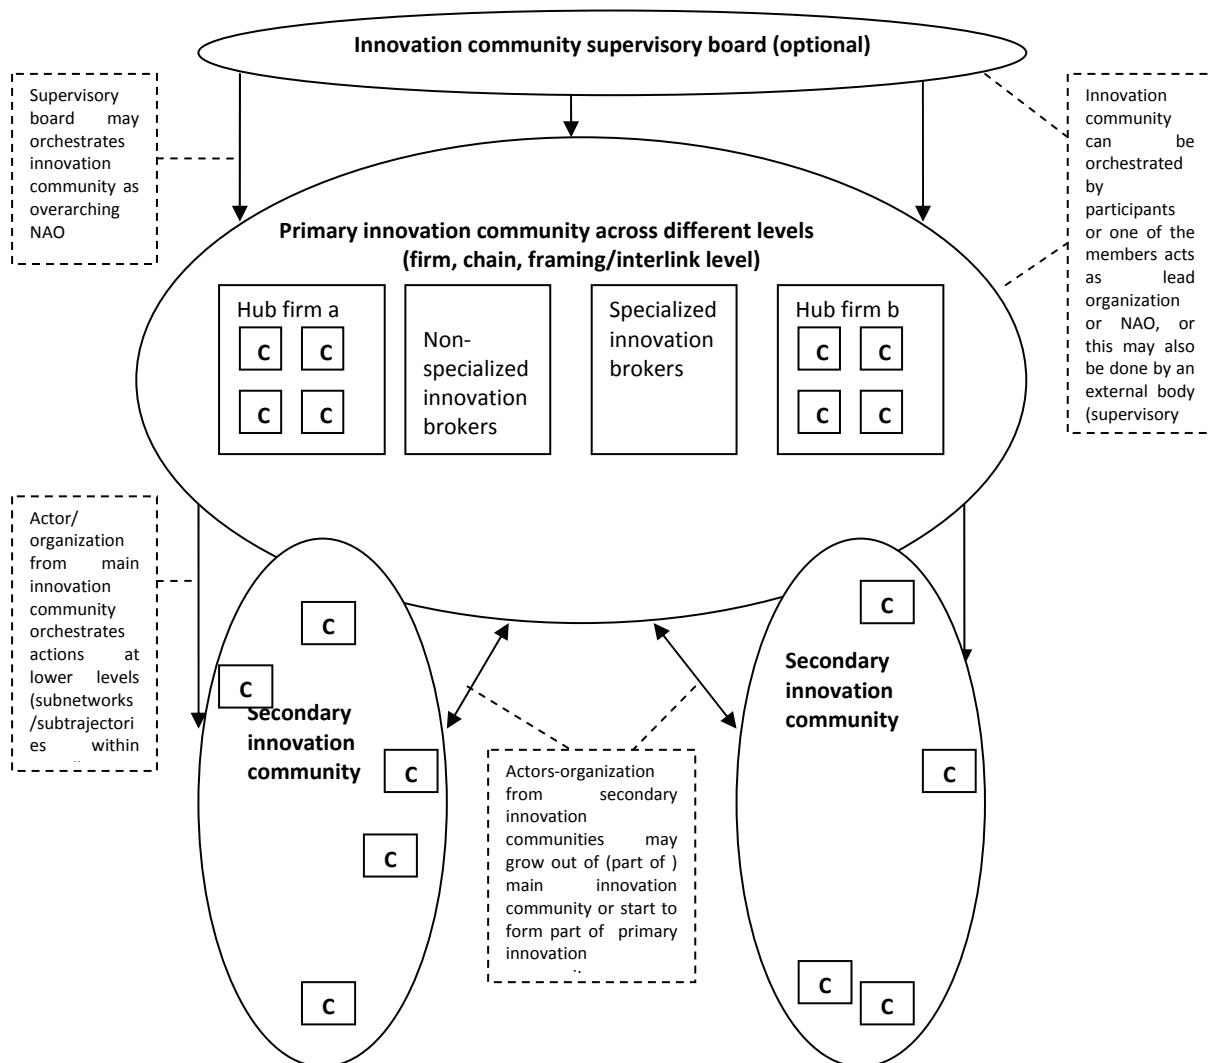 Innovation community supervisory board (optional)
Supervisory
board may
orchestrates
innovation
community as
overarching
NAO
Innovation
community
can be
orchestrated
by
participants
or one of the
members acts
as lead
organization
or NAO, or
this may also
be done by an
external body
(supervisory
Primary innovation community across different levels
(firm, chain, framing/interlink level)
Hub firm a
C C
C C
Non-
specialized
innovation
brokers
Specialized
innovation
brokers
Hub firm b
C C
C C
Actor/
organization
from main
innovation
community
orchestrates
actions at
lower levels
(subnetworks
/subtrajectori
es within
C
C
Secondary
innovation
community
C
C
C
Actors-organization
from secondary
innovation
communities may
grow out of (part of )
main innovation
community or start to
form part of primary
innovation
C
Secondary
innovation
community
C
C
C